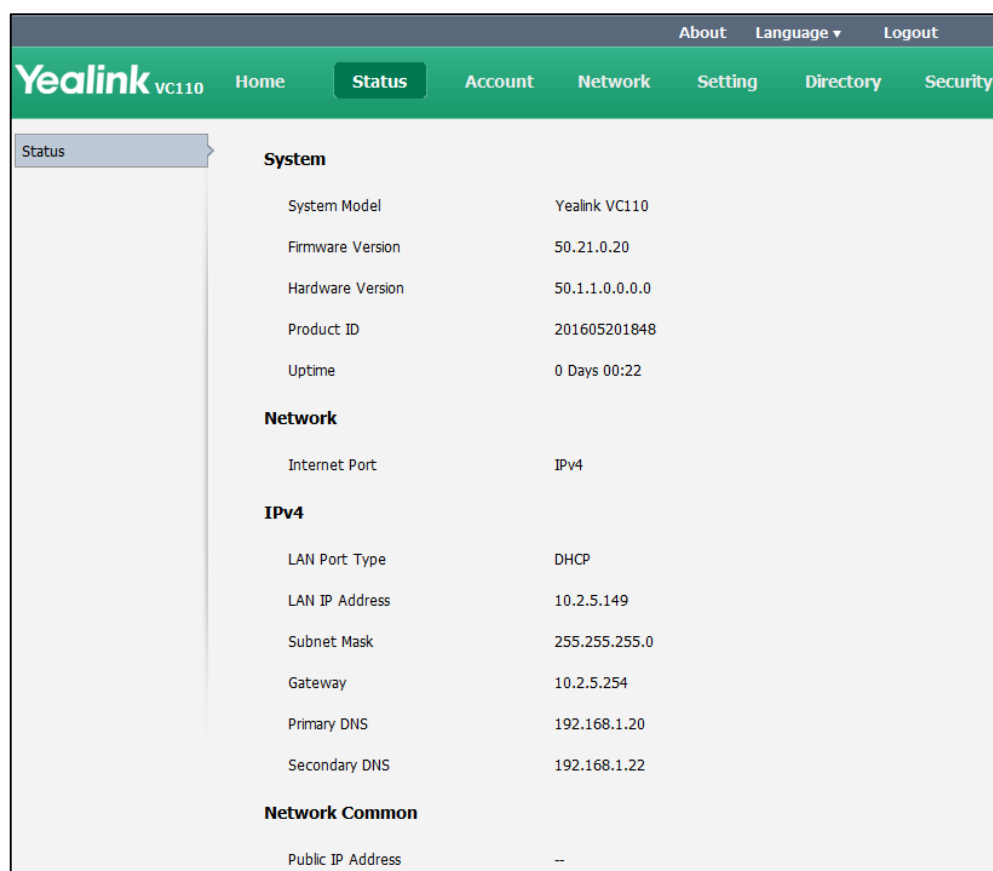 About Language ▾ Logout
Yealink VC110 Home Status Account Network Setting Directory Security
Status
System
System Model Yealink VC110
Firmware Version 50.21.0.20
Hardware Version 50.1.1.0.0.0.0
Product ID 201605201848
Uptime 0 Days 00:22
Network
Internet Port IPv4
IPv4
LAN Port Type DHCP
LAN IP Address 10.2.5.149
Subnet Mask 255.255.255.0
Gateway 10.2.5.254
Primary DNS 192.168.1.20
Secondary DNS 192.168.1.22
Network Common
Public IP Address --